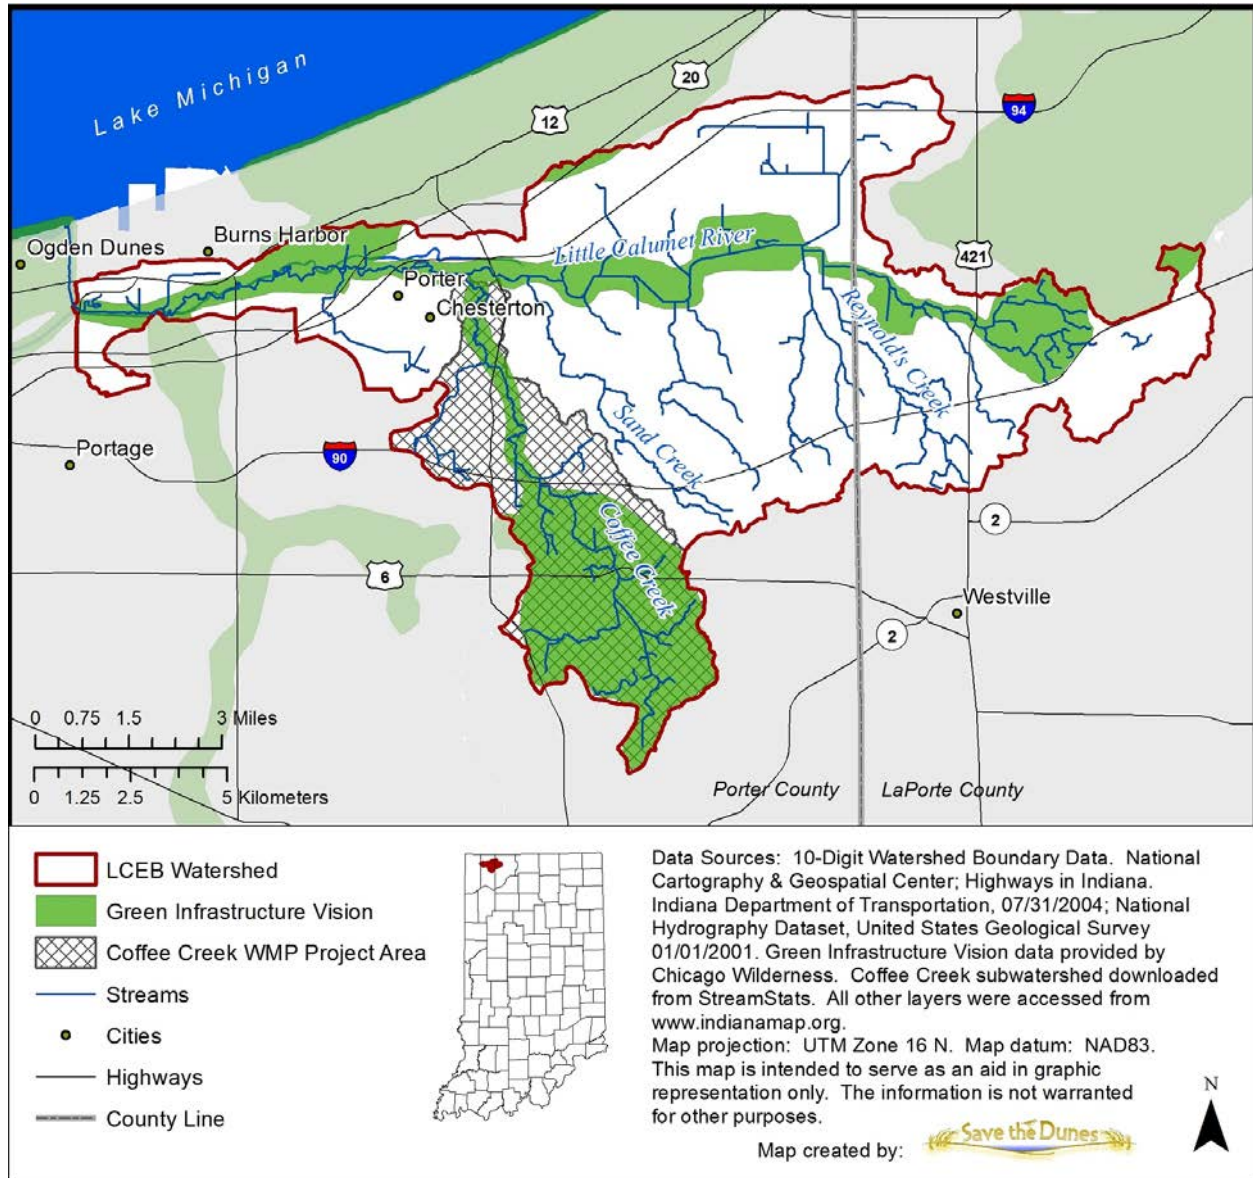 Lake Michigan
20
12
94
Ogden Dunes
Burns Harbor
Little Calumet River
421
Porter
Chesterton
Reynold's Creek
Sand Creek
Portage
90
2
Coffee Creek
6
Westville
2
0 0.75 1.5 3 Miles
0 1.25 2.5 5 Kilometers
Porter County
LaPorte County
LCEB Watershed
Green Infrastructure Vision
Coffee Creek WMP Project Area
Streams
Cities
Highways
County Line
Data Sources: 10-Digit Watershed Boundary Data. National
Cartography & Geospatial Center; Highways in Indiana.
Indiana Department of Transportation, 07/31/2004; National
Hydrography Dataset, United States Geological Survey
01/01/2001. Green Infrastructure Vision data provided by
Chicago Wilderness. Coffee Creek subwatershed downloaded
from StreamStats. All other layers were accessed from
www.indianamap.org.
Map projection: UTM Zone 16 N. Map datum: NAD83.
This map is intended to serve as an aid in graphic
representation only. The information is not warranted
for other purposes.
Map created by:
Save the Dunes
N